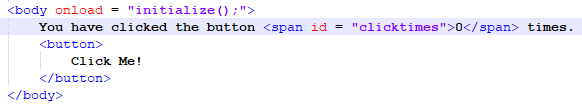 <body onload = "initialize();">
You have clicked the button <span id = "clicktimes">0</span> times.
<button>
Click Me!
</button>
</body>